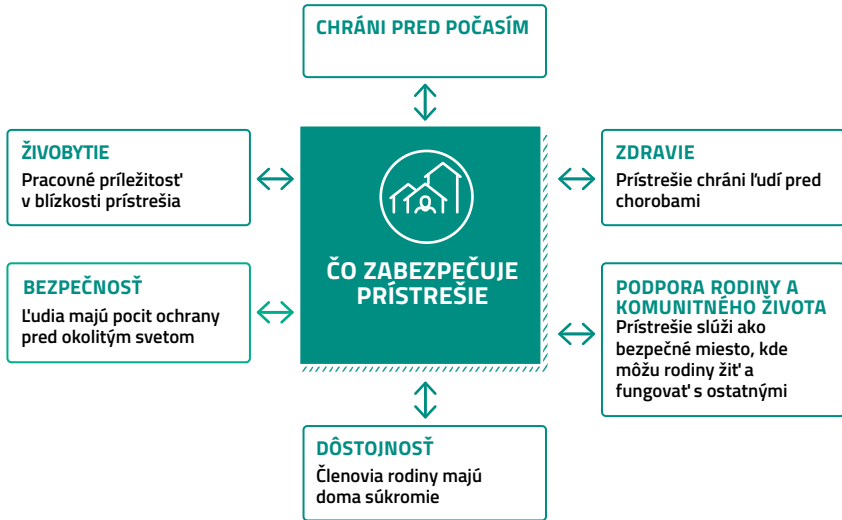 CHRÁNI PRED POČASÍM
ŽIVOBYTIE
Pracovné príležitosť
v blízkosti prístrešia
ZDRAVIE
Prístrešie chráni ľudí pred
chorobami
ČO ZABEZPEČUJE
PRÍSTREŠIE
BEZPEČNOSŤ
Ľudia majú pocit ochrany
pred okolitým svetom
PODPORA RODINY A
KOMUNITNÉHO ŽIVOTA
Prístrešie slúži ako
bezpečné miesto, kde
môžu rodiny žiť a
fungovať s ostatnými
DÔSTOJNOSŤ
Členovia rodiny majú
doma súkromie